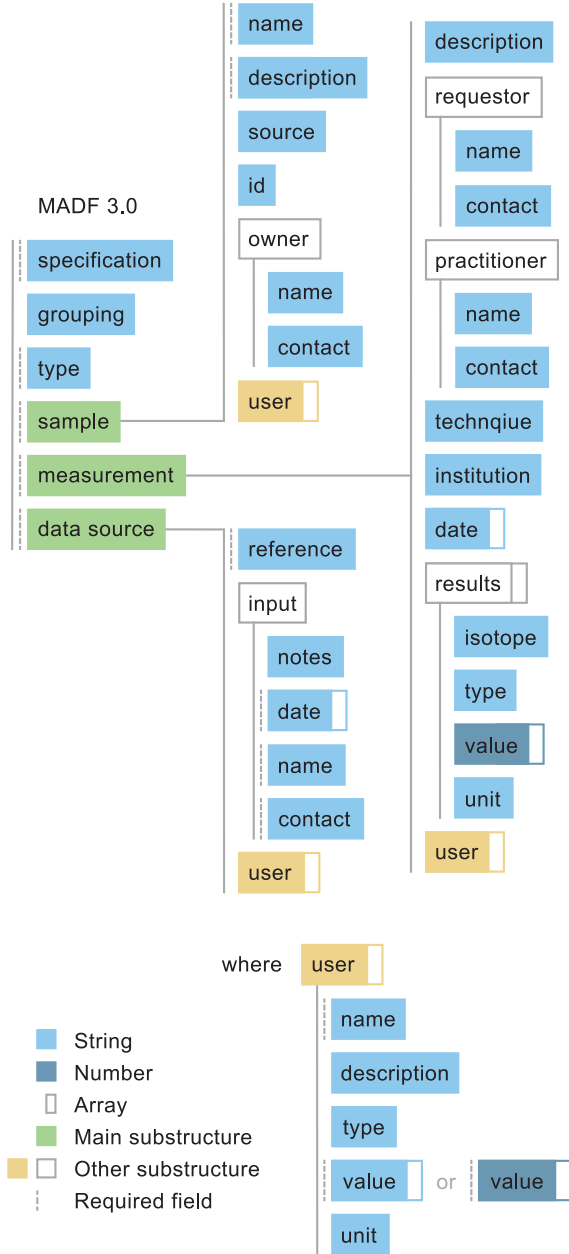 MADF 3.0
specification
grouping
type
sample
measurement
data source
name
description
source
id
owner
name
contact
user
description
requestor
name
contact
practitioner
name
contact
technqiue
institution
date
results
isotope
type
value
unit
user
reference
input
notes
date
name
contact
user
where user
name
description
type
value or value
unit
String
Number
Array
Main substructure
Other substructure
Required field